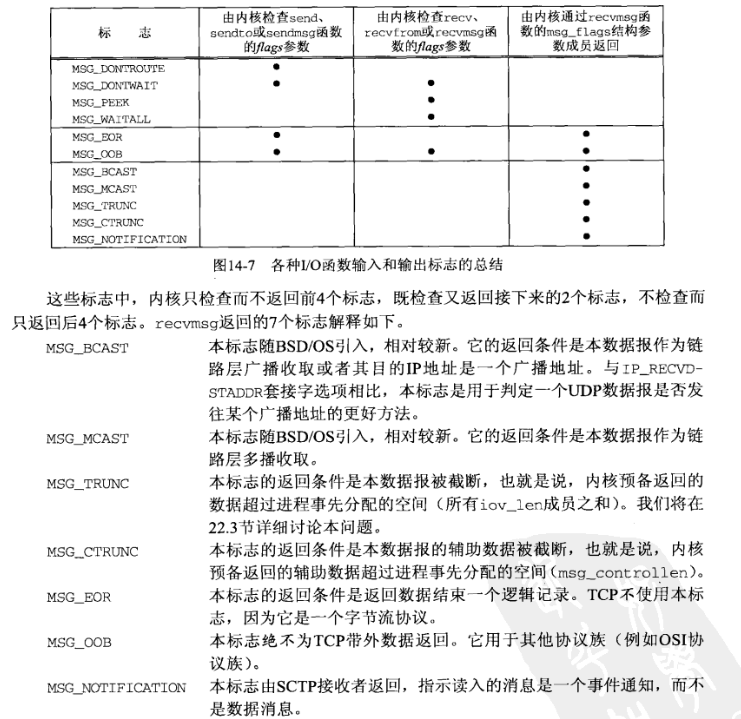 标 志 由内核检查send、sendto或sendmsg函数的flags参数 由内核检查recv、recvfrom或recvmsg函数的flags参数 由内核通过recvmsg函数的msg_flags结构参数成员返回
MSG_DONTROUTE ●
MSG_DONTWAIT ● ●
MSG_PEEK ●
MSG_WAITALL ●
MSG_EOR ● ●
MSG_OOB ● ● ●
MSG_BCAST ●
MSG_MCAST ●
MSG_TRUNC ●
MSG_CTRUNC ●
MSG_NOTIFICATION ●
图14-7 各种I/O函数输入和输出标志的总结
这些标志中，内核只检查而不返回前4个标志，既检查又返回接下来的2个标志，不检查而
只返回后4个标志。recvmsg返回的7个标志解释如下。
MSG_BCAST 本标志随BSD/OS引入，相对较新。它的返回条件是本数据报作为链
路层广播收取或者其目的IP地址是一个广播地址。与IP_RECVD-
STADDR套接字选项相比，本标志是用于判定一个UDP数据报是否发
往某个广播地址的更好方法。
MSG_MCAST 本标志随BSD/OS引入，相对较新。它的返回条件是本数据报作为链
路层多播收取。
MSG_TRUNC 本标志的返回条件是本数据报被截断，也就是说，内核预备返回的
数据超过进程事先分配的空间（所有iov_len成员之和）。我们将在
22.3节详细讨论本问题。
MSG_CTRUNC 本标志的返回条件是本数据报的辅助数据被截断，也就是说，内核
预备返回的辅助数据超过进程事先分配的空间（msg_controllen）。
MSG_EOR 本标志的返回条件是返回数据结束一个逻辑记录。TCP不使用本标
志，因为它是一个字节流协议。
MSG_OOB 本标志绝不为TCP带外数据返回。它用于其他协议族（例如OSI协
议族）。
MSG_NOTIFICATION 本标志由SCTP接收者返回，指示读入的消息是一个事件通知，而不
是数据消息。